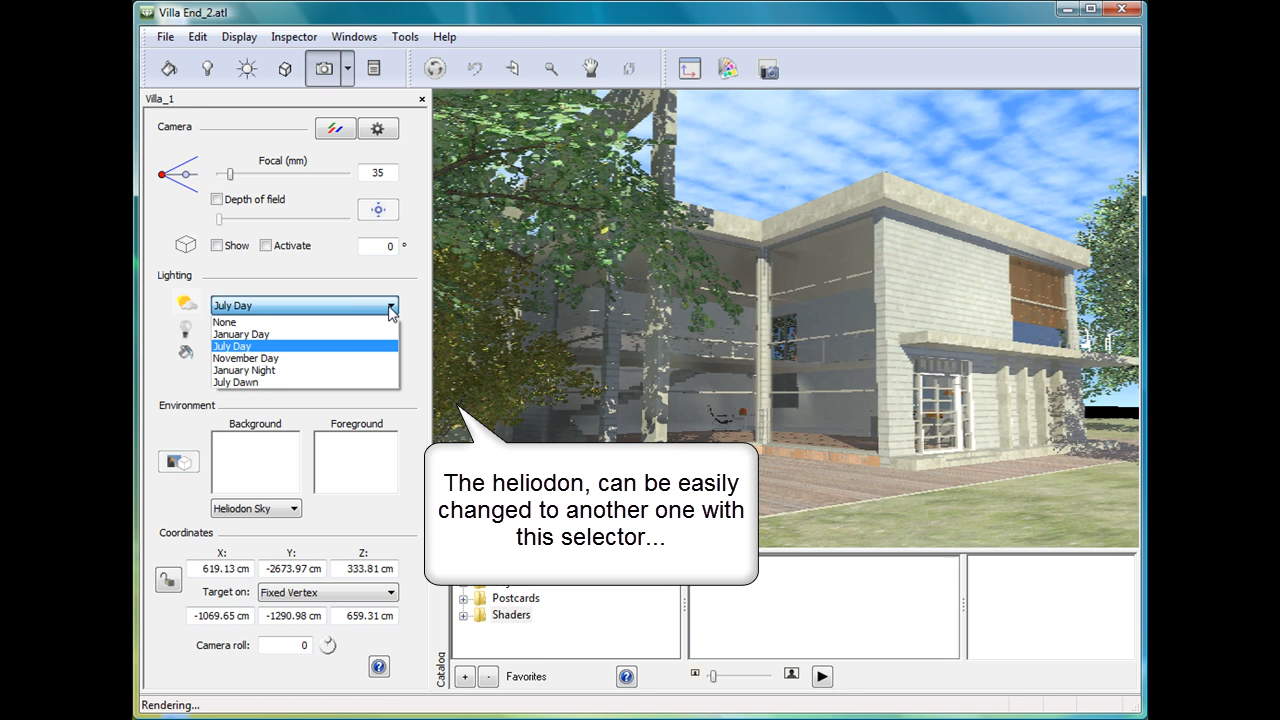 Villa End_2.atl
File Edit Display Inspector Windows Tools Help
Villa_1
Camera
Focal (mm)
35
Depth of field
Show Activate 0 °
Lighting
July Day
None
January Day
July Day
November Day
January Night
July Dawn
Environment
Background Foreground
Heliodon Sky
Coordinates
X: Y: Z:
619.13 cm -2673.97 cm 333.81 cm
Target on: Fixed Vertex
-1069.65 cm -1290.98 cm 659.31 cm
Camera roll: 0
The heliodon, can be easily
changed to another one with
this selector...
Postcards
Shaders
Catalog
+ - Favorites
Rendering...